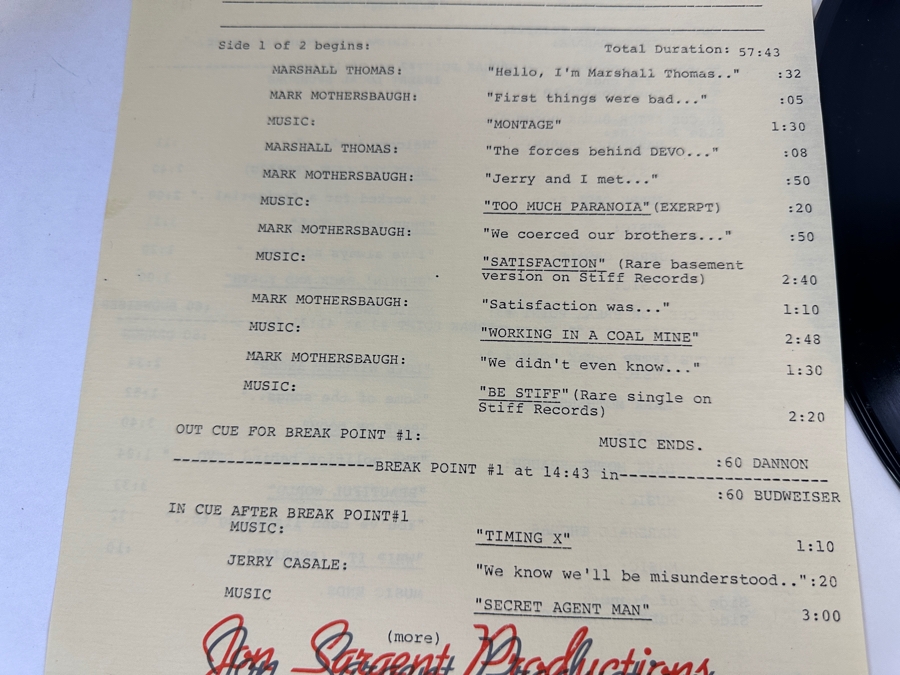 Side 1 of 2 begins: Total Duration: 57:43
MARSHALL THOMAS: "Hello, I'm Marshall Thomas.." :32
MARK MOTHERSBAUGH: "First things were bad..." :05
MUSIC: "MONTAGE" 1:30
MARSHALL THOMAS: "The forces behind DEVO..." :08
MARK MOTHERSBAUGH: "Jerry and I met..." :50
MUSIC: "TOO MUCH PARANOIA"(EXERPT) :20
MARK MOTHERSBAUGH: "We coerced our brothers..." :50
MUSIC: "SATISFACTION" (Rare basement
version on Stiff Records) 2:40
MARK MOTHERSBAUGH: "Satisfaction was..." 1:10
MUSIC: "WORKING IN A COAL MINE" 2:48
MARK MOTHERSBAUGH: "We didn't even know..." 1:30
MUSIC: "BE STIFF"(Rare single on
Stiff Records) 2:20
OUT CUE FOR BREAK POINT #1: MUSIC ENDS.
:60 DANNON
----------------------BREAK POINT #1 at 14:43 in-----------------------
:60 BUDWEISER
IN CUE AFTER BREAK POINT#1
MUSIC: "TIMING X" 1:10
JERRY CASALE: "We know we'll be misunderstood..":20
MUSIC "SECRET AGENT MAN" 3:00
(more)
Jon Sargent Productions